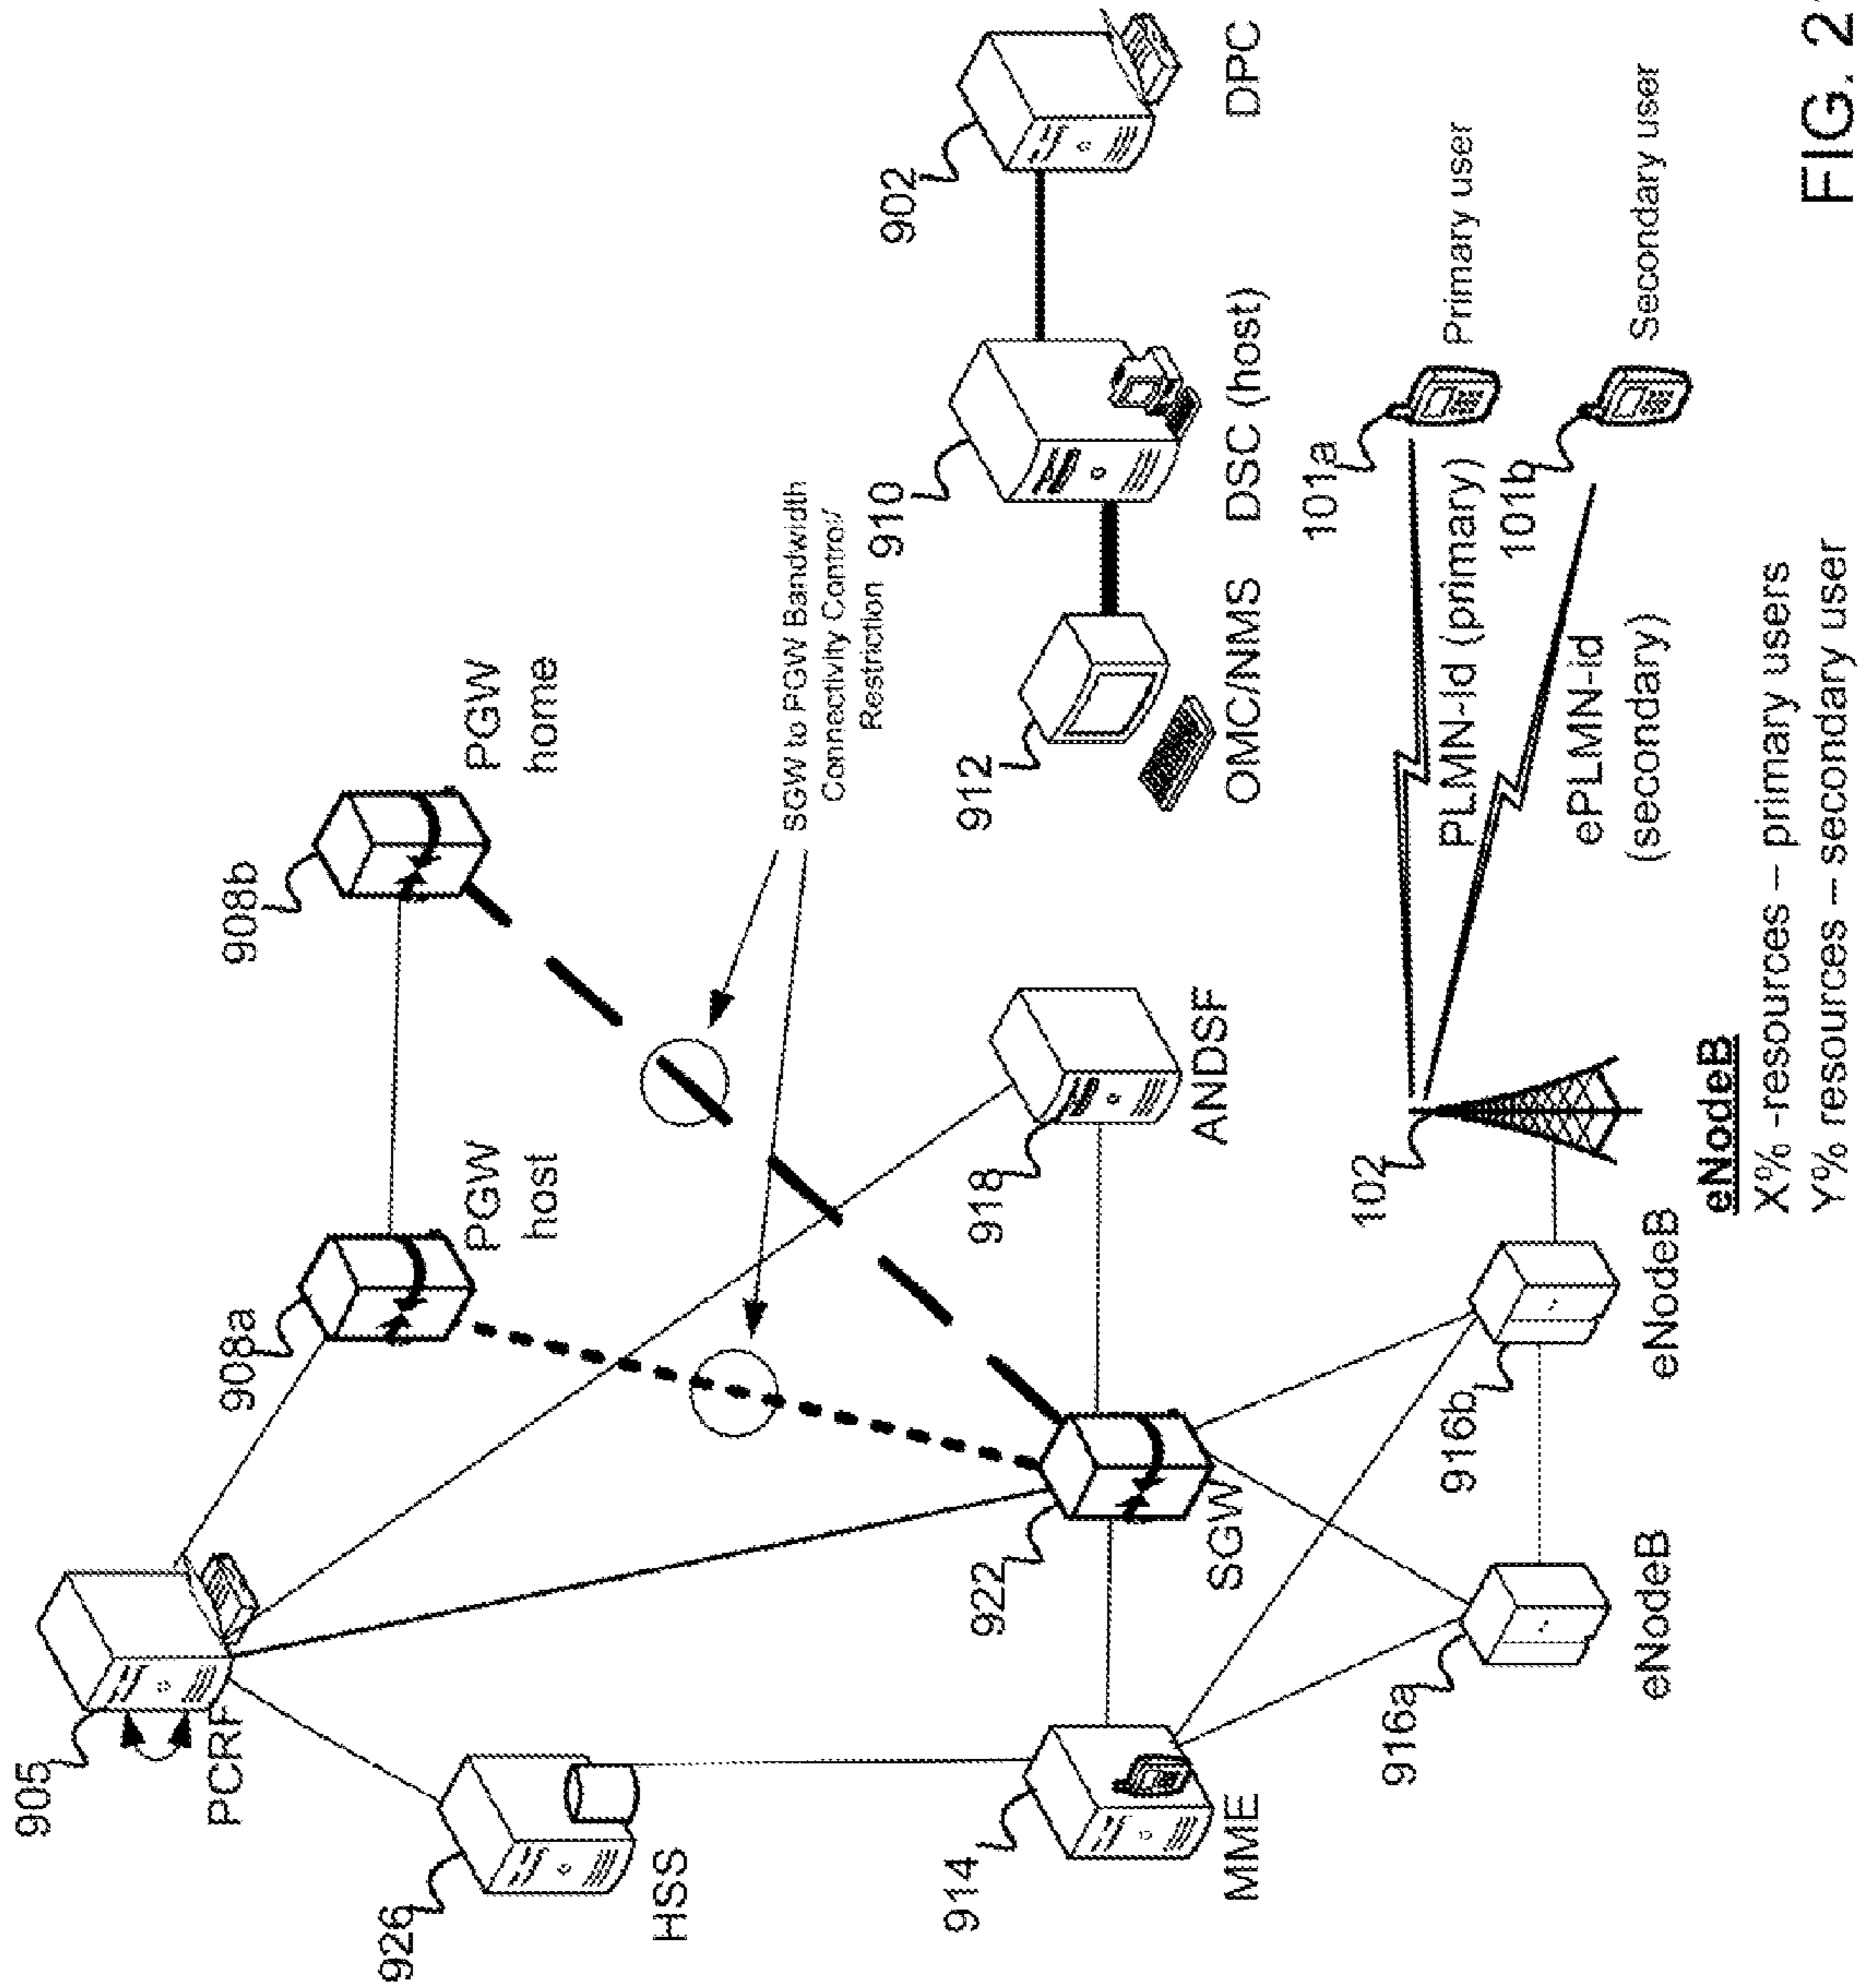 905
PCRF
926
HSS
908a
PGW
host
908b
PGW
home
SGW to PGW Bandwidth
Connectivity Control/
Restriction
922
SGW
914
MME
918
ANDSF
916a
eNodeB
916b
eNodeB
912
OMC/NMS
910
DSC (host)
902
DPC
102
eNodeB
X% -resources – primary users
Y% resources – secondary user
PLMN-id (primary)
ePLMN-id
(secondary)
101a
Primary user
101b
Secondary user